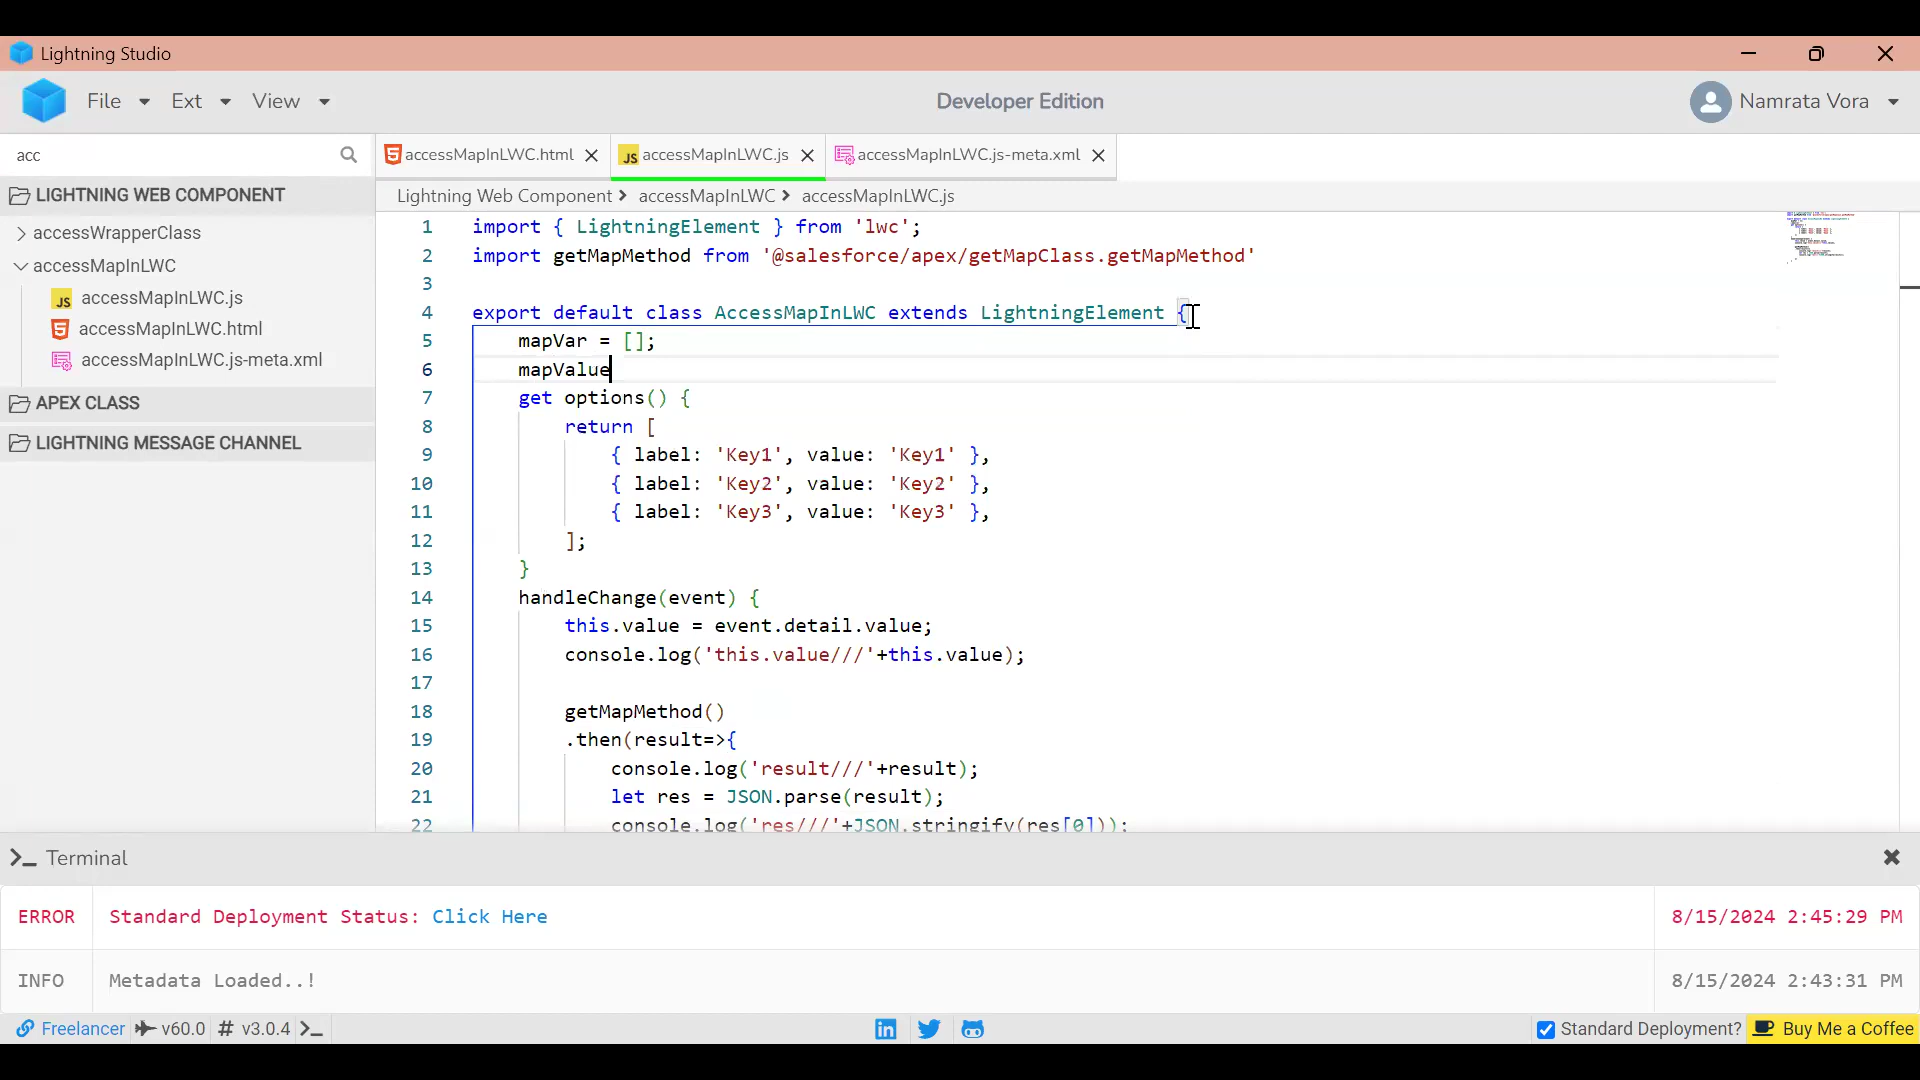 Lightning Studio
File Ext View Developer Edition Namrata Vora
acc
accessMapInLWC.html accessMapInLWC.js accessMapInLWC.js-meta.xml
Lightning Web Component accessMapInLWC accessMapInLWC.js
LIGHTNING WEB COMPONENT
accessWrapperClass
accessMapInLWC
JS accessMapInLWC.js
accessMapInLWC.html
accessMapInLWC.js-meta.xml
APEX CLASS
LIGHTNING MESSAGE CHANNEL
1 import { LightningElement } from 'lwc';
2 import getMapMethod from '@salesforce/apex/getMapClass.getMapMethod'
3
4 export default class AccessMapInLWC extends LightningElement {
5 mapVar = [];
6 mapValue
7 get options() {
8 return [
9 { label: 'Key1', value: 'Key1' },
10 { label: 'Key2', value: 'Key2' },
11 { label: 'Key3', value: 'Key3' },
12 ];
13 }
14 handleChange(event) {
15 this.value = event.detail.value;
16 console.log('this.value///'+this.value);
17
18 getMapMethod()
19 .then(result=>{
20 console.log('result///'+result);
21 let res = JSON.parse(result);
22 console.log('res///'+JSON.stringify(res[0]));
Terminal
ERROR Standard Deployment Status: Click Here 8/15/2024 2:45:29 PM
INFO Metadata Loaded..! 8/15/2024 2:43:31 PM
Freelancer v60.0 # v3.0.4 Standard Deployment? Buy Me a Coffee